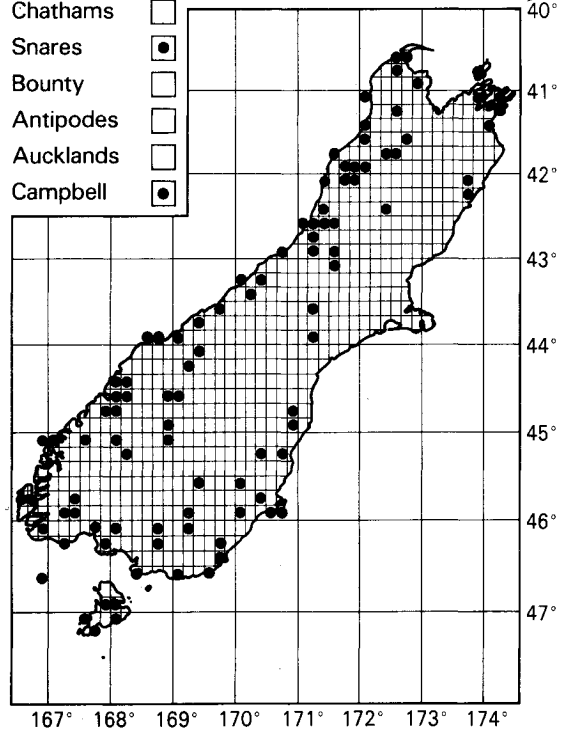 Chathams
Snares
Bounty
Antipodes
Aucklands
Campbell
40°
41°
42°
43°
44°
45°
46°
47°
167° 168° 169° 170° 171° 172° 173° 174°